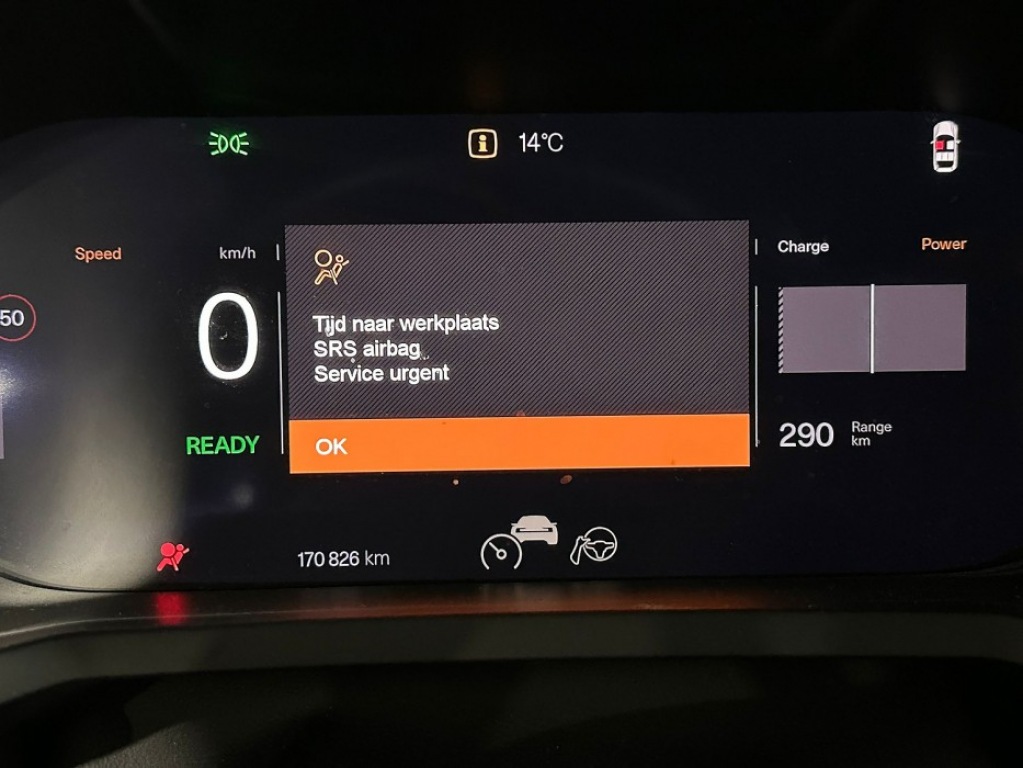 14°C
Speed
km/h
Charge
Power
50
0
Tijd naar werkplaats
SRS airbag
Service urgent
OK
READY
290
Range
km
170 826 km